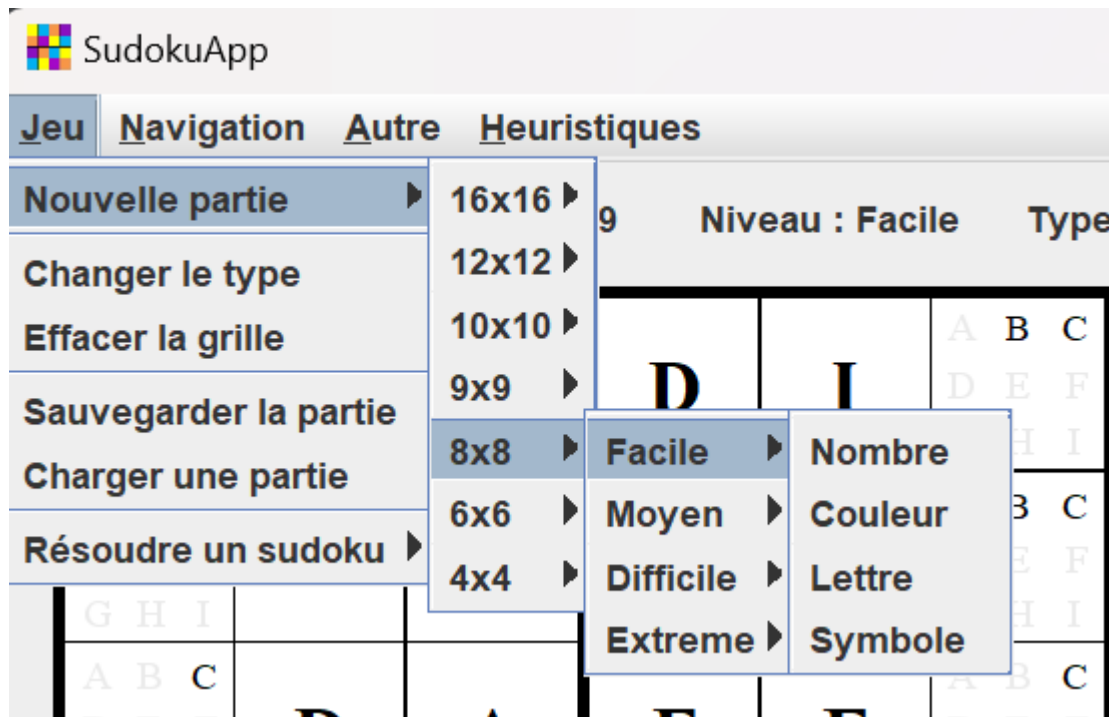 SudokuApp
Jeu Navigation Autre Heuristiques
Nouvelle partie
Changer le type
Effacer la grille
Sauvegarder la partie
Charger une partie
Résoudre un sudoku
16x16
12x12
10x10
9x9
8x8
6x6
4x4
Facile
Moyen
Difficile
Extreme
Nombre
Couleur
Lettre
Symbole
9 Niveau : Facile Type
D I A B C
D E F
H I
B C
E F
G H I H I
A B C A B C